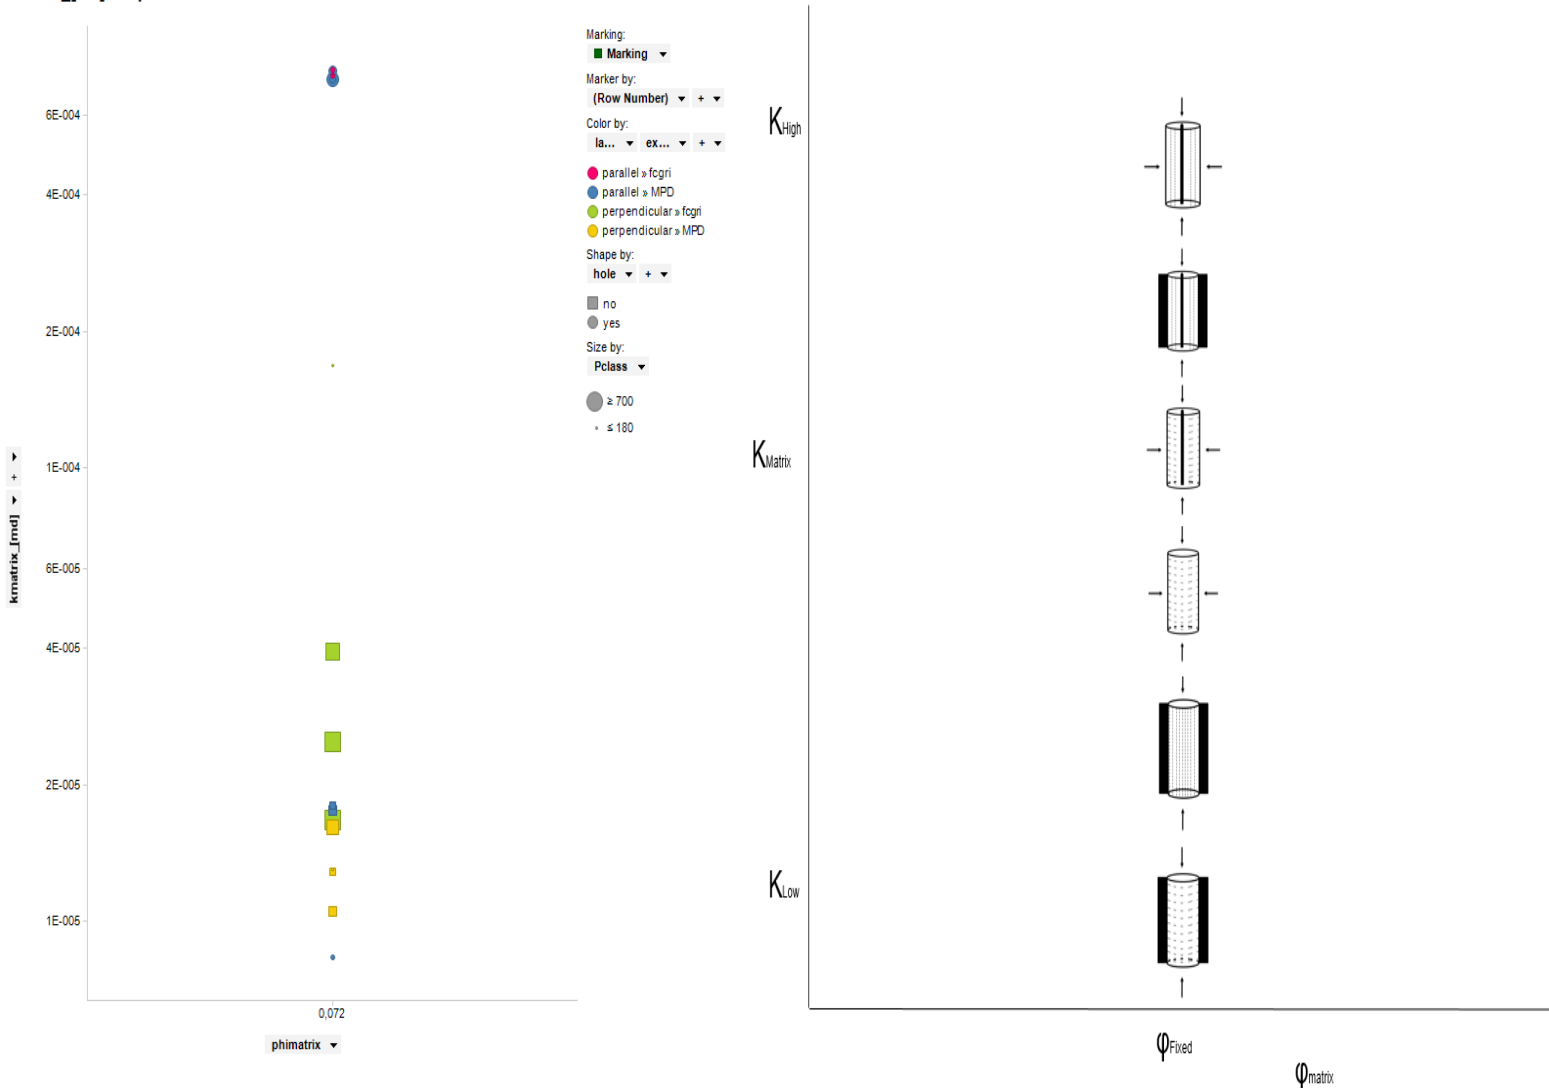 Marking:
Marking
Marker by:
(Row Number) +
Color by:
la... ex... +
parallel » fcgri
parallel » MPD
perpendicular » fcgri
perpendicular » MPD
Shape by:
hole +
no
yes
Size by:
Pclass
≥ 700
≤ 180
6E-004
4E-004
2E-004
1E-004
6E-005
4E-005
2E-005
1E-005
kmatrix_[md] +
0,072
phimatrix
KHigh
KMatrix
KLow
φFixed
φmatrix